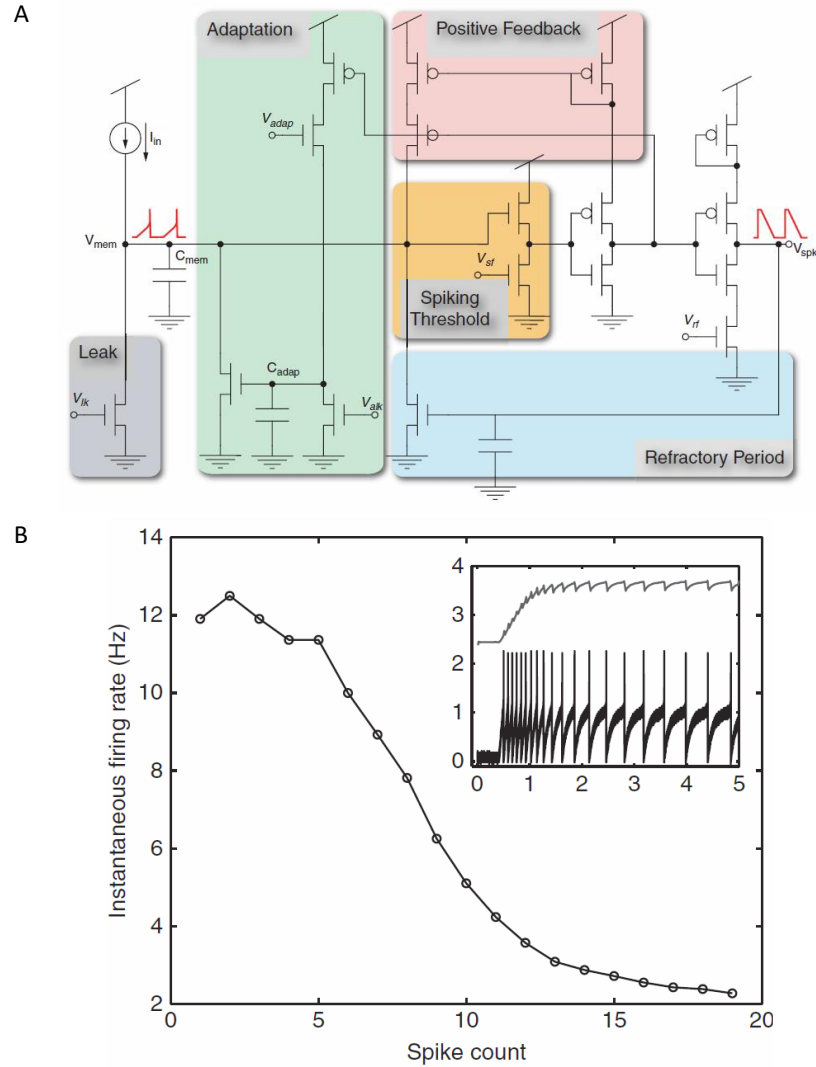 A
Adaptation
Positive Feedback
V_adap
I_in
V_mem
C_mem
V_sf
V_spk
Spiking
Threshold
V_rf
Leak
C_adap
V_lk
V_alk
Refractory Period
B
14
12
10
8
6
4
2
Instantaneous firing rate (Hz)
4
3
2
1
0
0 1 2 3 4 5
0 5 10 15 20
Spike count